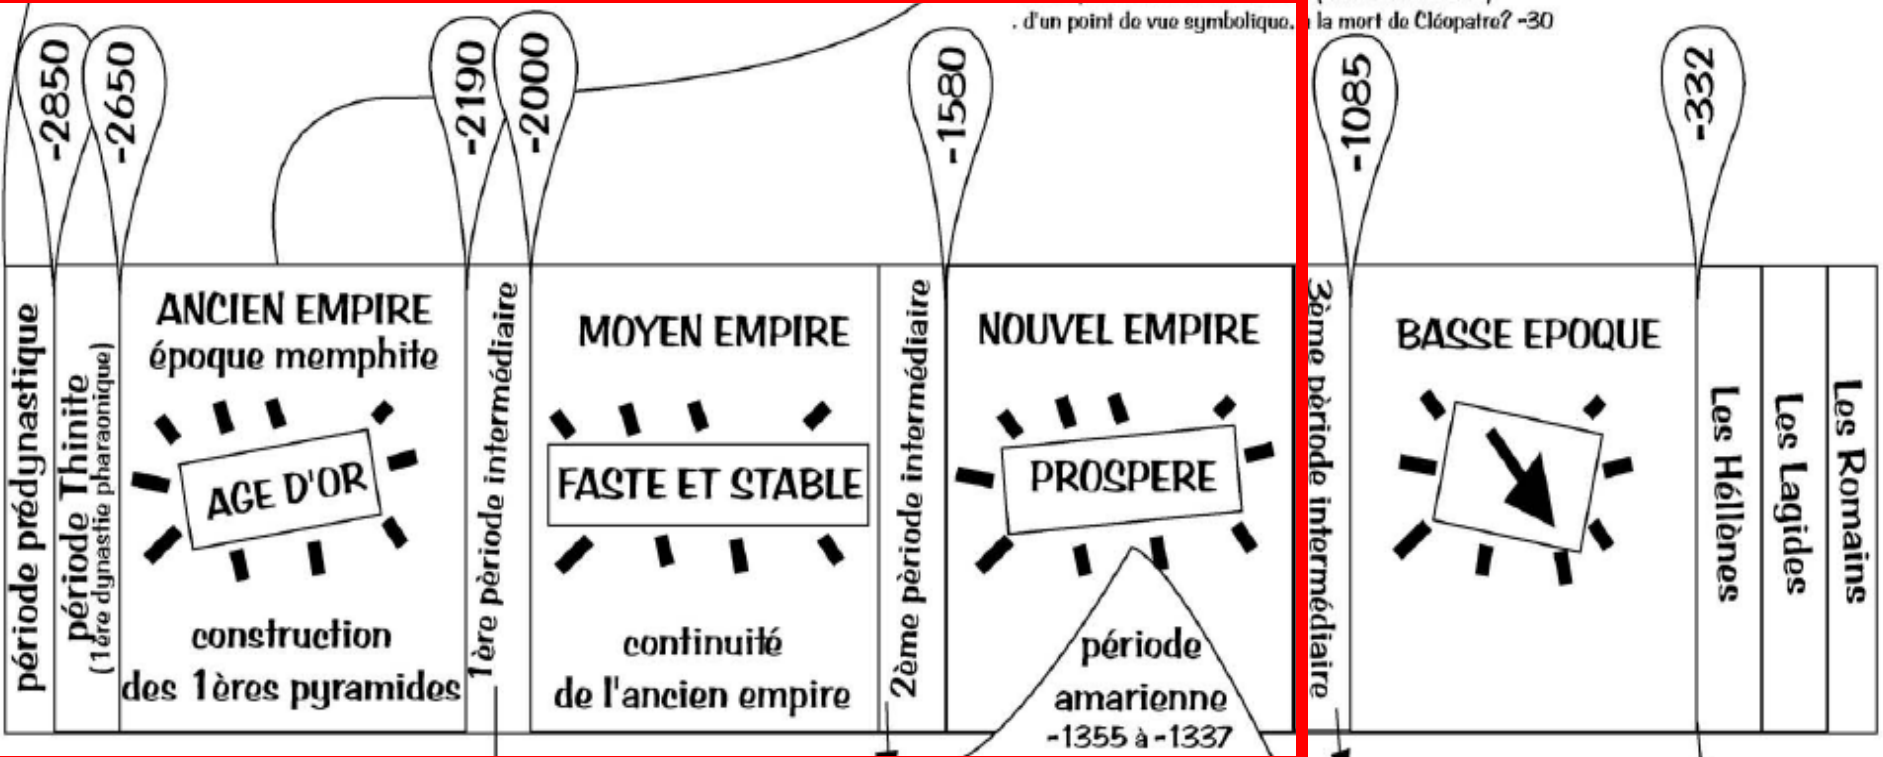 . d'un point de vue symbolique. à la mort de Cléopatre? -30
-2850
-2650
-2190
-2000
-1580
-1085
-332
période prédynastique
période Thinite
(1ère dynastie pharaonique)
ANCIEN EMPIRE
époque memphite
AGE D'OR
construction
des 1ères pyramides
1ère pèriode intermédiaire
MOYEN EMPIRE
FASTE ET STABLE
continuité
de l'ancien empire
2ème pèriode intermédiaire
NOUVEL EMPIRE
PROSPERE
période
amarienne
-1355 à -1337
3ème pèriode intermédiaire
BASSE EPOQUE
Les Héllènes
Les Lagides
Les Romains